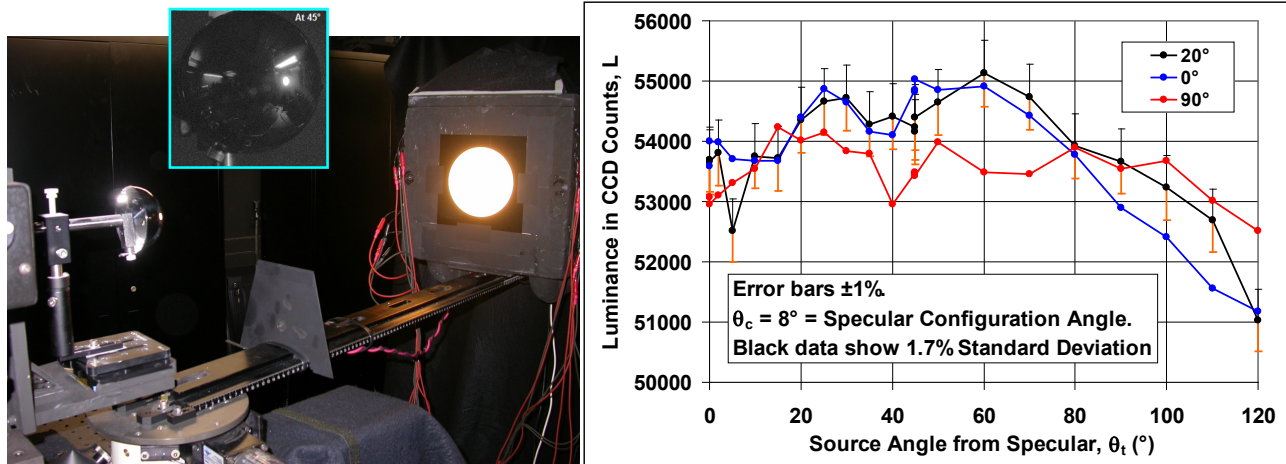 At 45°
56000
55000
54000
53000
52000
51000
50000
Luminance in CCD Counts, L
20°
0°
90°
Error bars ±1%.
θc = 8° = Specular Configuration Angle.
Black data show 1.7% Standard Deviation
0
20
40
60
80
100
120
Source Angle from Specular, θt (°)